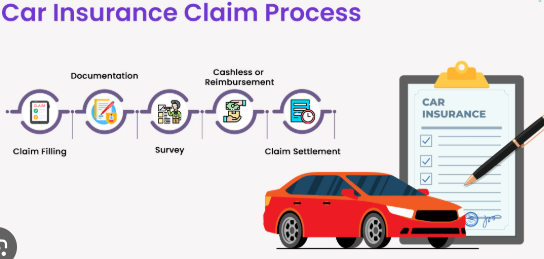 Car Insurance Claim Process
Documentation
Cashless or
Reimbursement
Claim Filling
Survey
Claim Settlement
CAR
INSURANCE